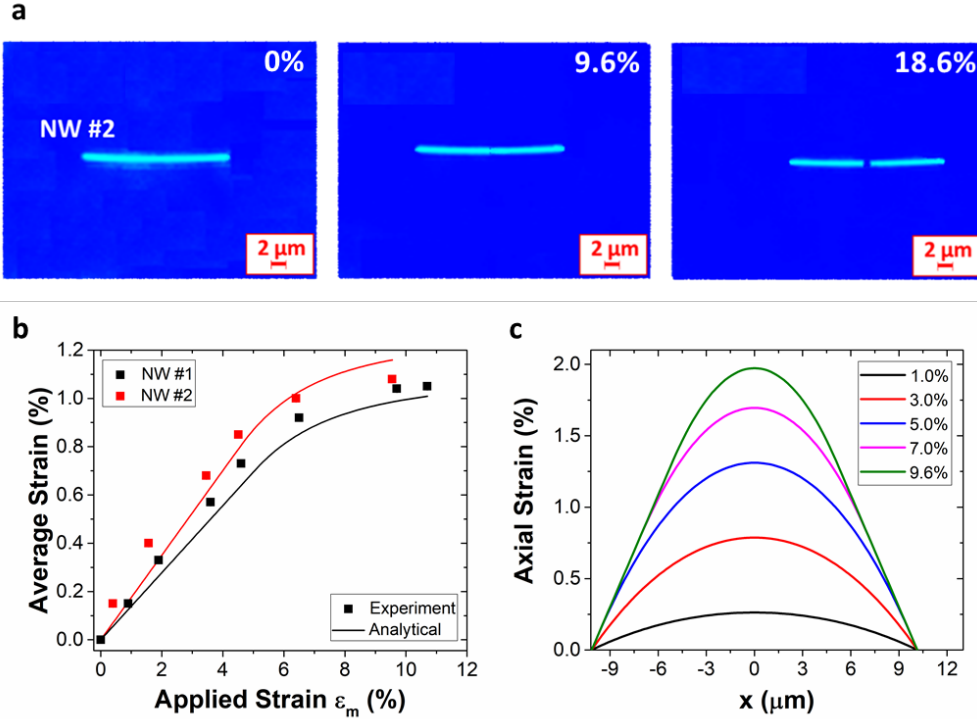 a
0%
9.6%
18.6%
NW #2
2 μm
2 μm
2 μm
b
c
Average Strain (%)
1.2
1.0
0.8
0.6
0.4
0.2
0.0
NW #1
NW #2
Experiment
Analytical
0 2 4 6 8 10 12
Applied Strain εm (%)
Axial Strain (%)
2.0
1.5
1.0
0.5
0.0
1.0%
3.0%
5.0%
7.0%
9.6%
-9 -6 -3 0 3 6 9 12
x (μm)